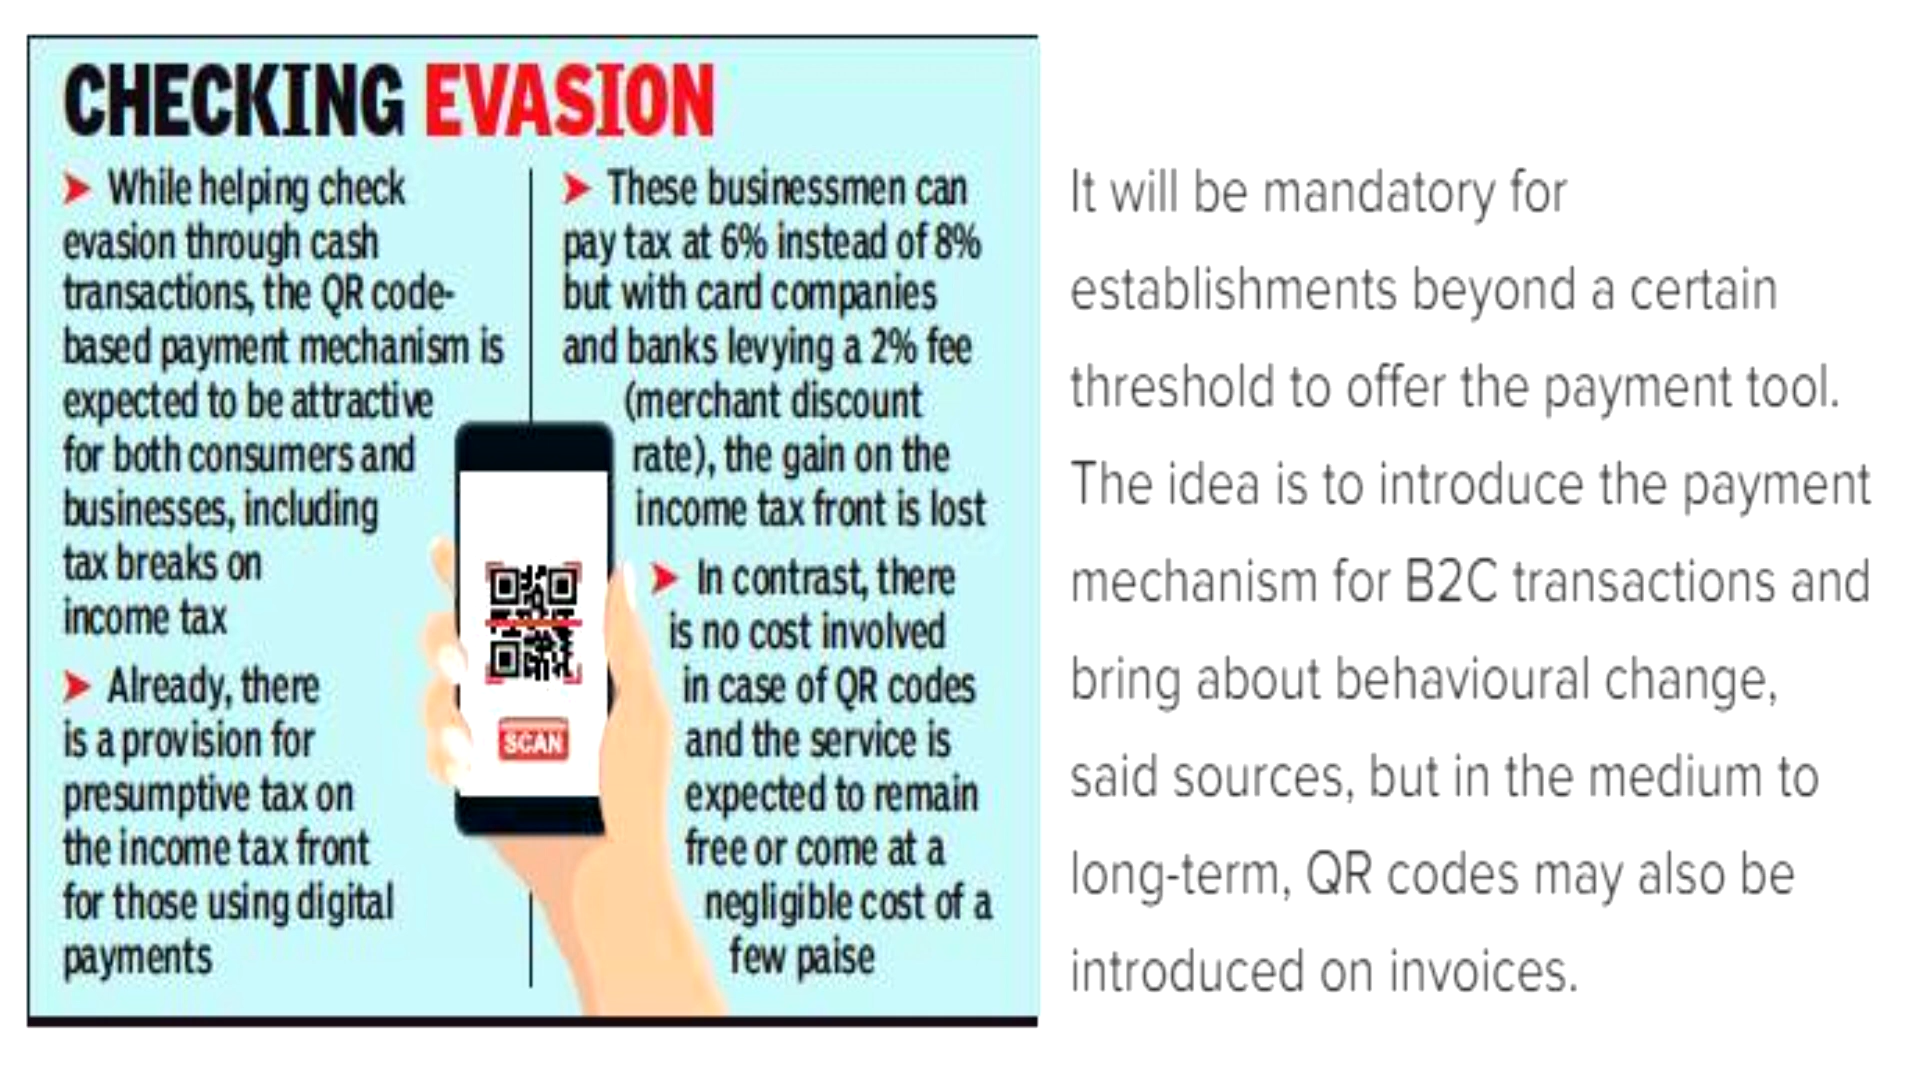 CHECKING EVASION
While helping check
evasion through cash
transactions, the QR code-
based payment mechanism is
expected to be attractive
for both consumers and
businesses, including
tax breaks on
income tax
Already, there
is a provision for
presumptive tax on
the income tax front
for those using digital
payments
These businessmen can
pay tax at 6% instead of 8%
but with card companies
and banks levying a 2% fee
(merchant discount
rate), the gain on the
income tax front is lost
In contrast, there
is no cost involved
in case of QR codes
and the service is
expected to remain
free or come at a
negligible cost of a
few paise
SCAN
It will be mandatory for
establishments beyond a certain
threshold to offer the payment tool.
The idea is to introduce the payment
mechanism for B2C transactions and
bring about behavioural change,
said sources, but in the medium to
long-term, QR codes may also be
introduced on invoices.